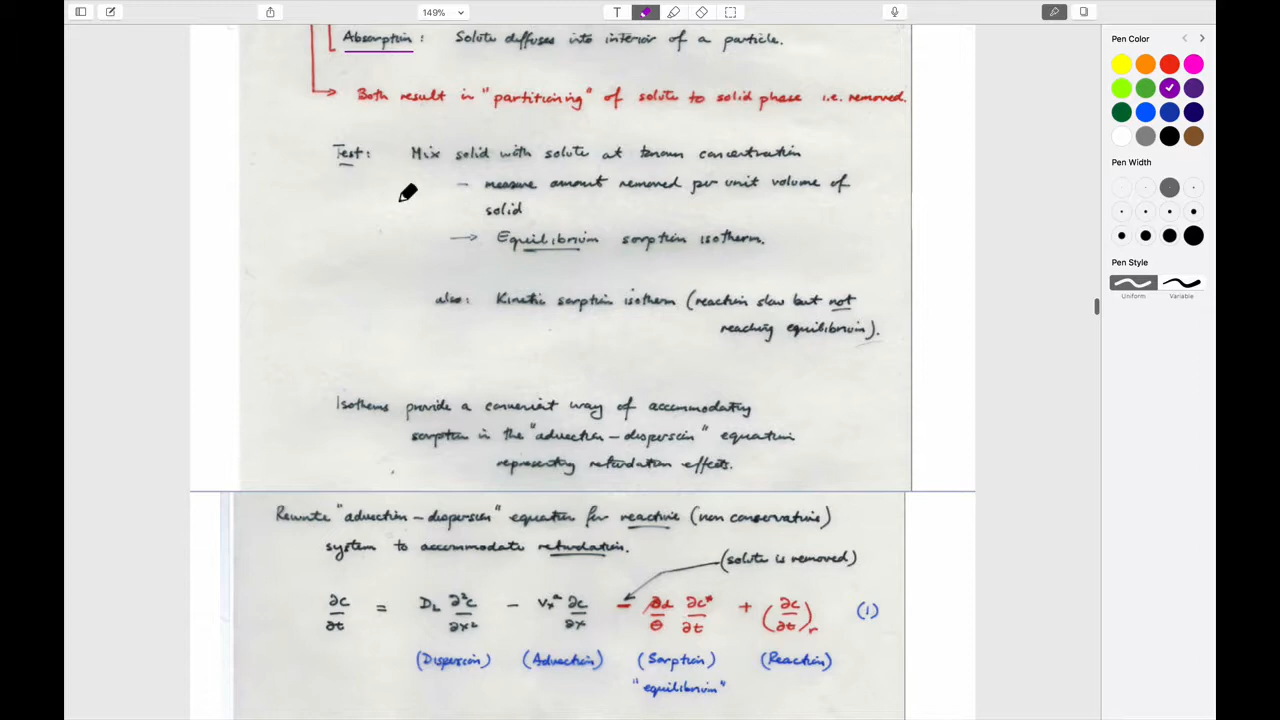 149%
T
Pen Color
Absorption : Solute diffuses into interior of a particle.
Both result in "partitioning" of solute to solid phase i.e. removed.
Test: Mix solid with solute at known concentration
– measure amount removed per unit volume of
solid
→ Equilibrium sorption isotherm.
also: Kinetic sorption isotherm (reaction slow but not
reaching equilibrium).
Isotherms provide a convenient way of accommodating
sorption in the "advection – dispersion" equation
representing retardation effects.
Rewrite "advection – dispersion" equation for reactive (non conservative)
system to accommodate retardation.
(solute is removed)
∂c/∂t = D_L ∂²c/∂x² – ∂c/∂x – ∂c*/∂t + (∂c/∂t)_r (1)
(Dispersion) (Advection) (Sorption) (Reaction)
"equilibrium"
Pen Width
Pen Style
Uniform Variable